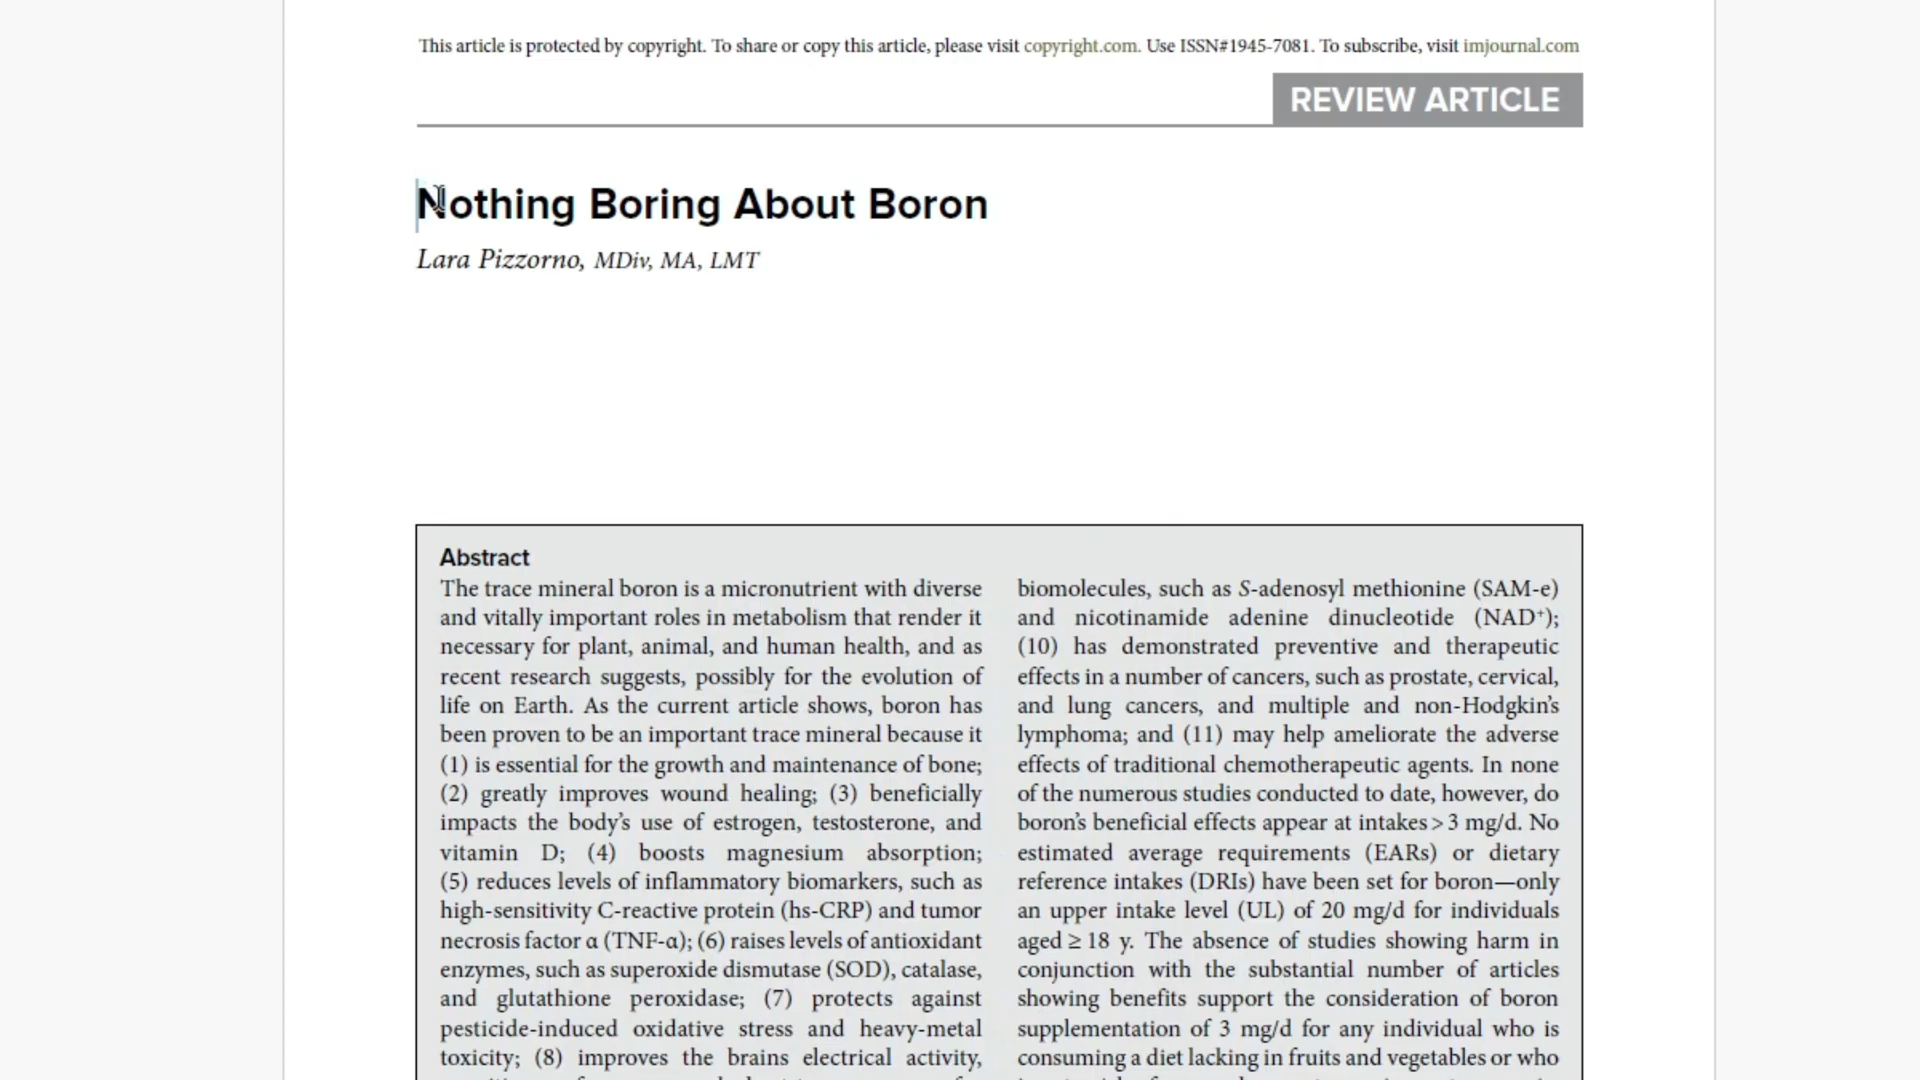 This article is protected by copyright. To share or copy this article, please visit copyright.com. Use ISSN#1945-7081. To subscribe, visit imjournal.com
REVIEW ARTICLE
Nothing Boring About Boron
Lara Pizzorno, MDiv, MA, LMT
Abstract
The trace mineral boron is a micronutrient with diverse
and vitally important roles in metabolism that render it
necessary for plant, animal, and human health, and as
recent research suggests, possibly for the evolution of
life on Earth. As the current article shows, boron has
been proven to be an important trace mineral because it
(1) is essential for the growth and maintenance of bone;
(2) greatly improves wound healing; (3) beneficially
impacts the body’s use of estrogen, testosterone, and
vitamin D; (4) boosts magnesium absorption;
(5) reduces levels of inflammatory biomarkers, such as
high-sensitivity C-reactive protein (hs-CRP) and tumor
necrosis factor α (TNF-α); (6) raises levels of antioxidant
enzymes, such as superoxide dismutase (SOD), catalase,
and glutathione peroxidase; (7) protects against
pesticide-induced oxidative stress and heavy-metal
toxicity; (8) improves the brains electrical activity,
biomolecules, such as S-adenosyl methionine (SAM-e)
and nicotinamide adenine dinucleotide (NAD⁺);
(10) has demonstrated preventive and therapeutic
effects in a number of cancers, such as prostate, cervical,
and lung cancers, and multiple and non-Hodgkin’s
lymphoma; and (11) may help ameliorate the adverse
effects of traditional chemotherapeutic agents. In none
of the numerous studies conducted to date, however, do
boron’s beneficial effects appear at intakes > 3 mg/d. No
estimated average requirements (EARs) or dietary
reference intakes (DRIs) have been set for boron—only
an upper intake level (UL) of 20 mg/d for individuals
aged ≥ 18 y. The absence of studies showing harm in
conjunction with the substantial number of articles
showing benefits support the consideration of boron
supplementation of 3 mg/d for any individual who is
consuming a diet lacking in fruits and vegetables or who